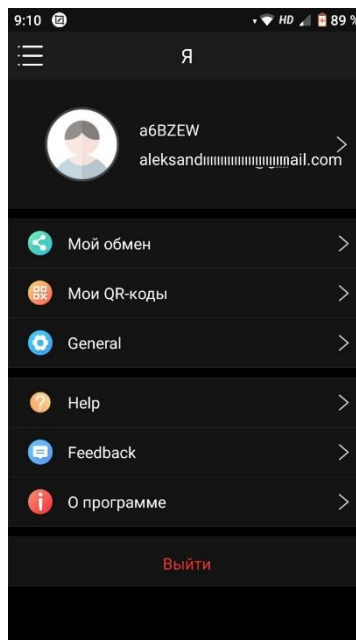 9:10 HD 89 %
Я
a6BZEW
Мой обмен
Мои QR-коды
General
Help
Feedback
О программе
Выйти